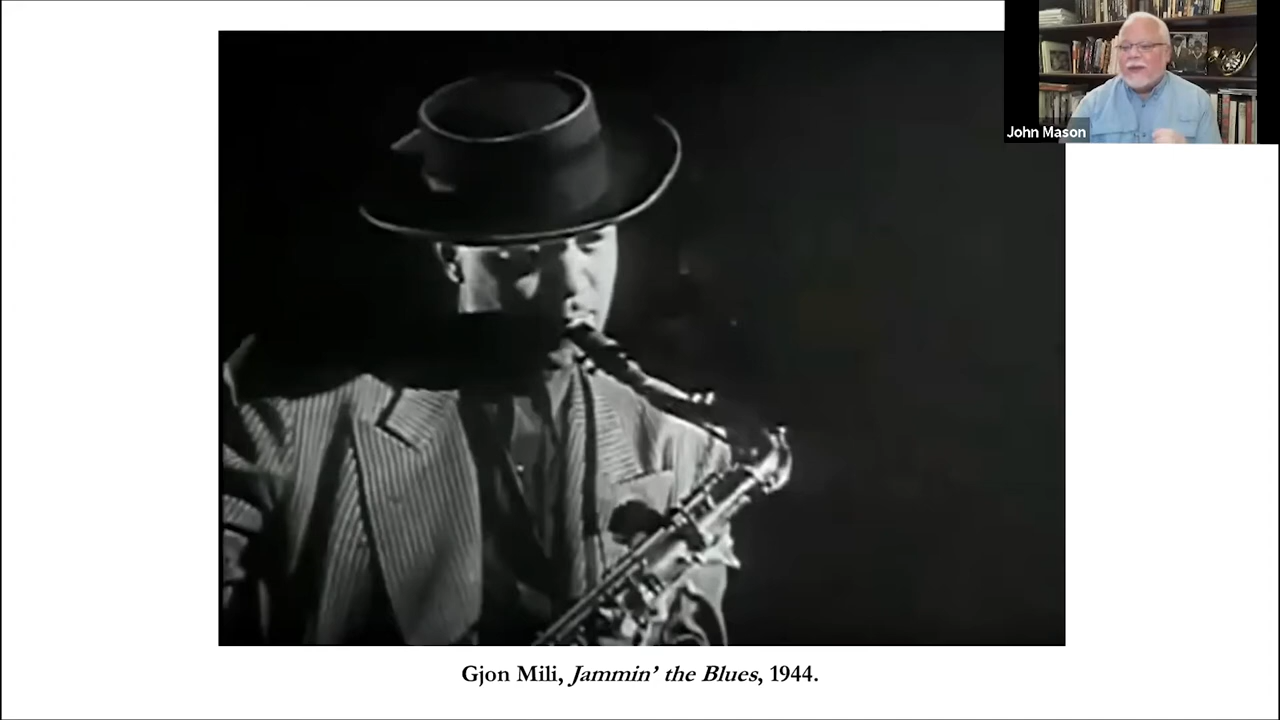 John Mason
Gjon Mili, Jammin’ the Blues, 1944.